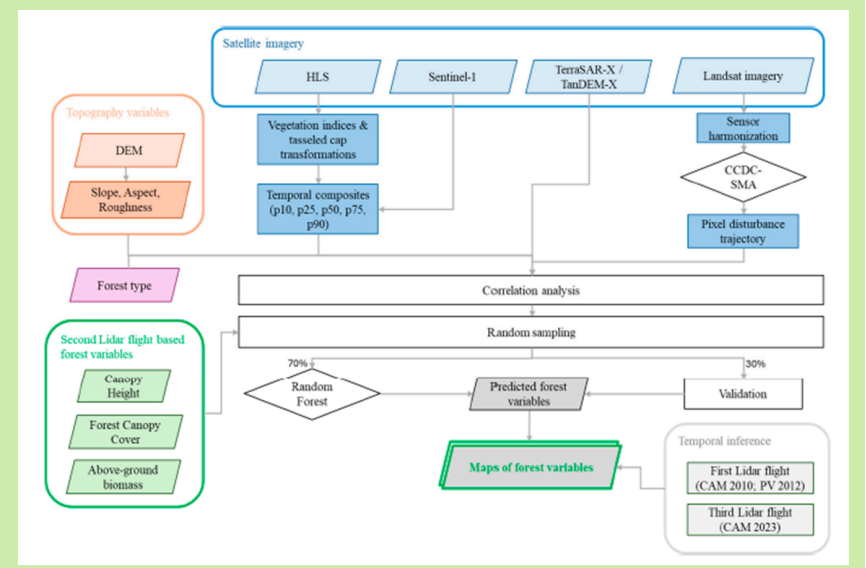 Satellite imagery
HLS
Sentinel-1
TerraSAR-X /
TanDEM-X
Landsat imagery
Topography variables
DEM
Slope, Aspect,
Roughness
Vegetation indices &
tasseled cap
transformations
Temporal composites
(p10, p25, p50, p75,
p90)
Sensor
harmonization
CCDC-
SMA
Pixel disturbance
trajectory
Forest type
Correlation analysis
Random sampling
Second Lidar flight based
forest variables
Canopy
Height
Forest Canopy
Cover
Above-ground
biomass
70%
30%
Random
Forest
Predicted forest
variables
Validation
Maps of forest variables
Temporal inference
First Lidar flight
(CAM 2010; PV 2012)
Third Lidar flight
(CAM 2023)